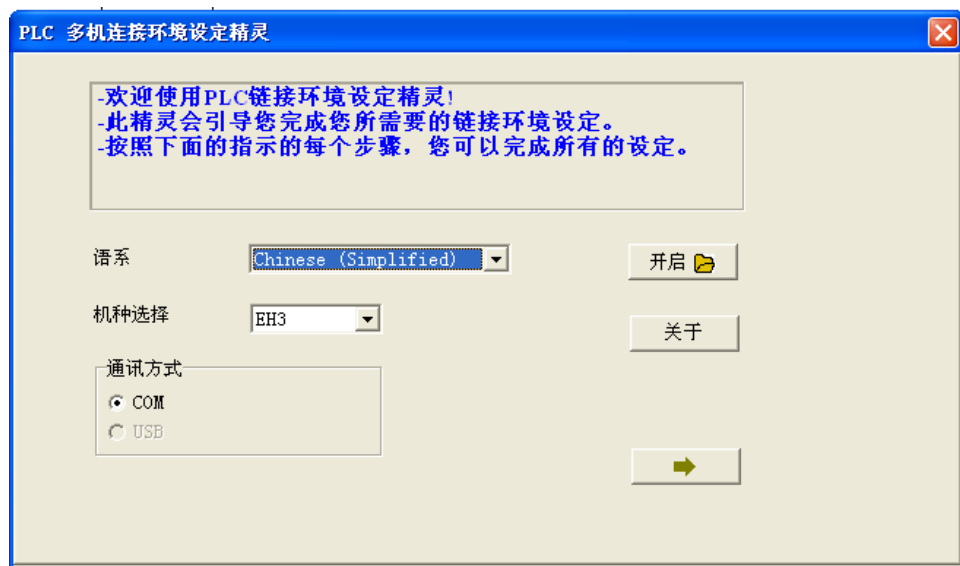 PLC 多机连接环境设定精灵
-欢迎使用PLC链接环境设定精灵!
-此精灵会引导您完成您所需要的链接环境设定。
-按照下面的指示的每个步骤，您可以完成所有的设定。
语系
Chinese (Simplified)
开启
机种选择
EH3
关于
通讯方式
COM
USB